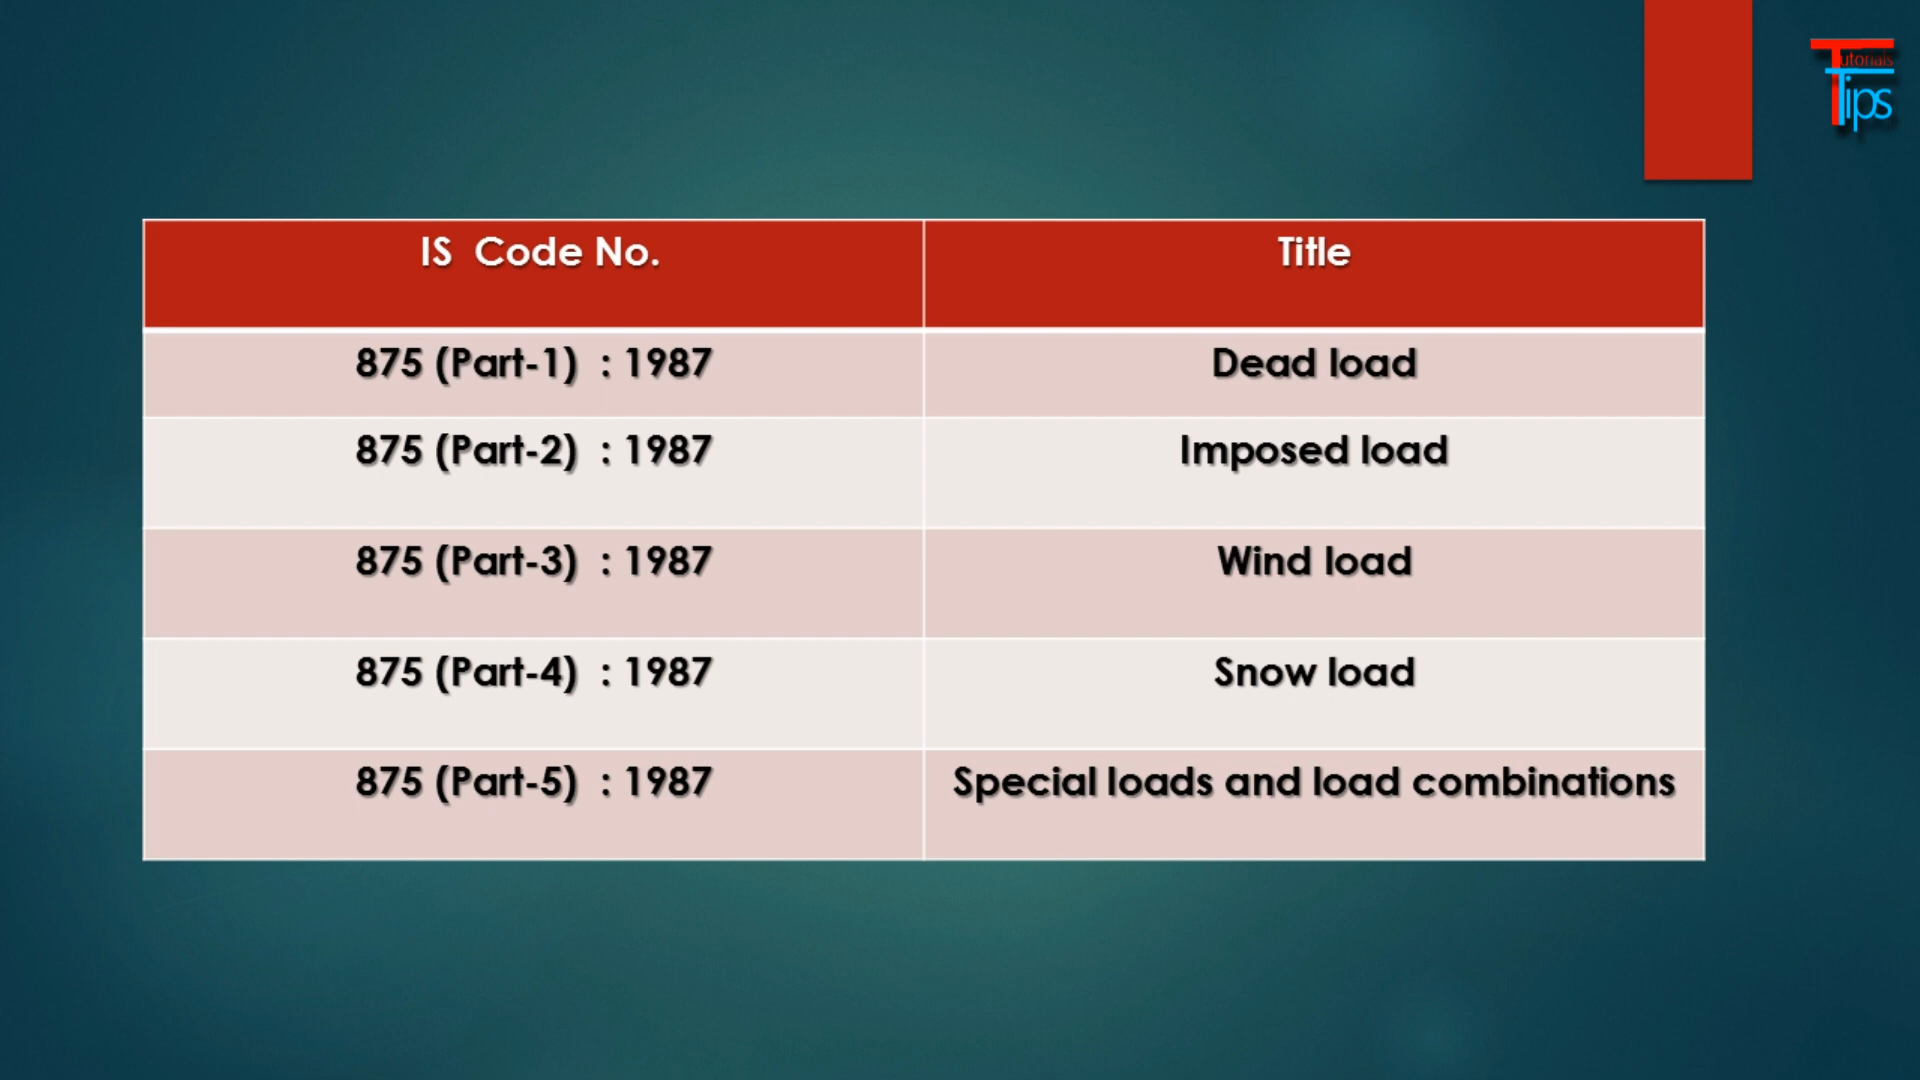 Tutorials
Tips
IS Code No. Title
875 (Part-1) : 1987 Dead load
875 (Part-2) : 1987 Imposed load
875 (Part-3) : 1987 Wind load
875 (Part-4) : 1987 Snow load
875 (Part-5) : 1987 Special loads and load combinations